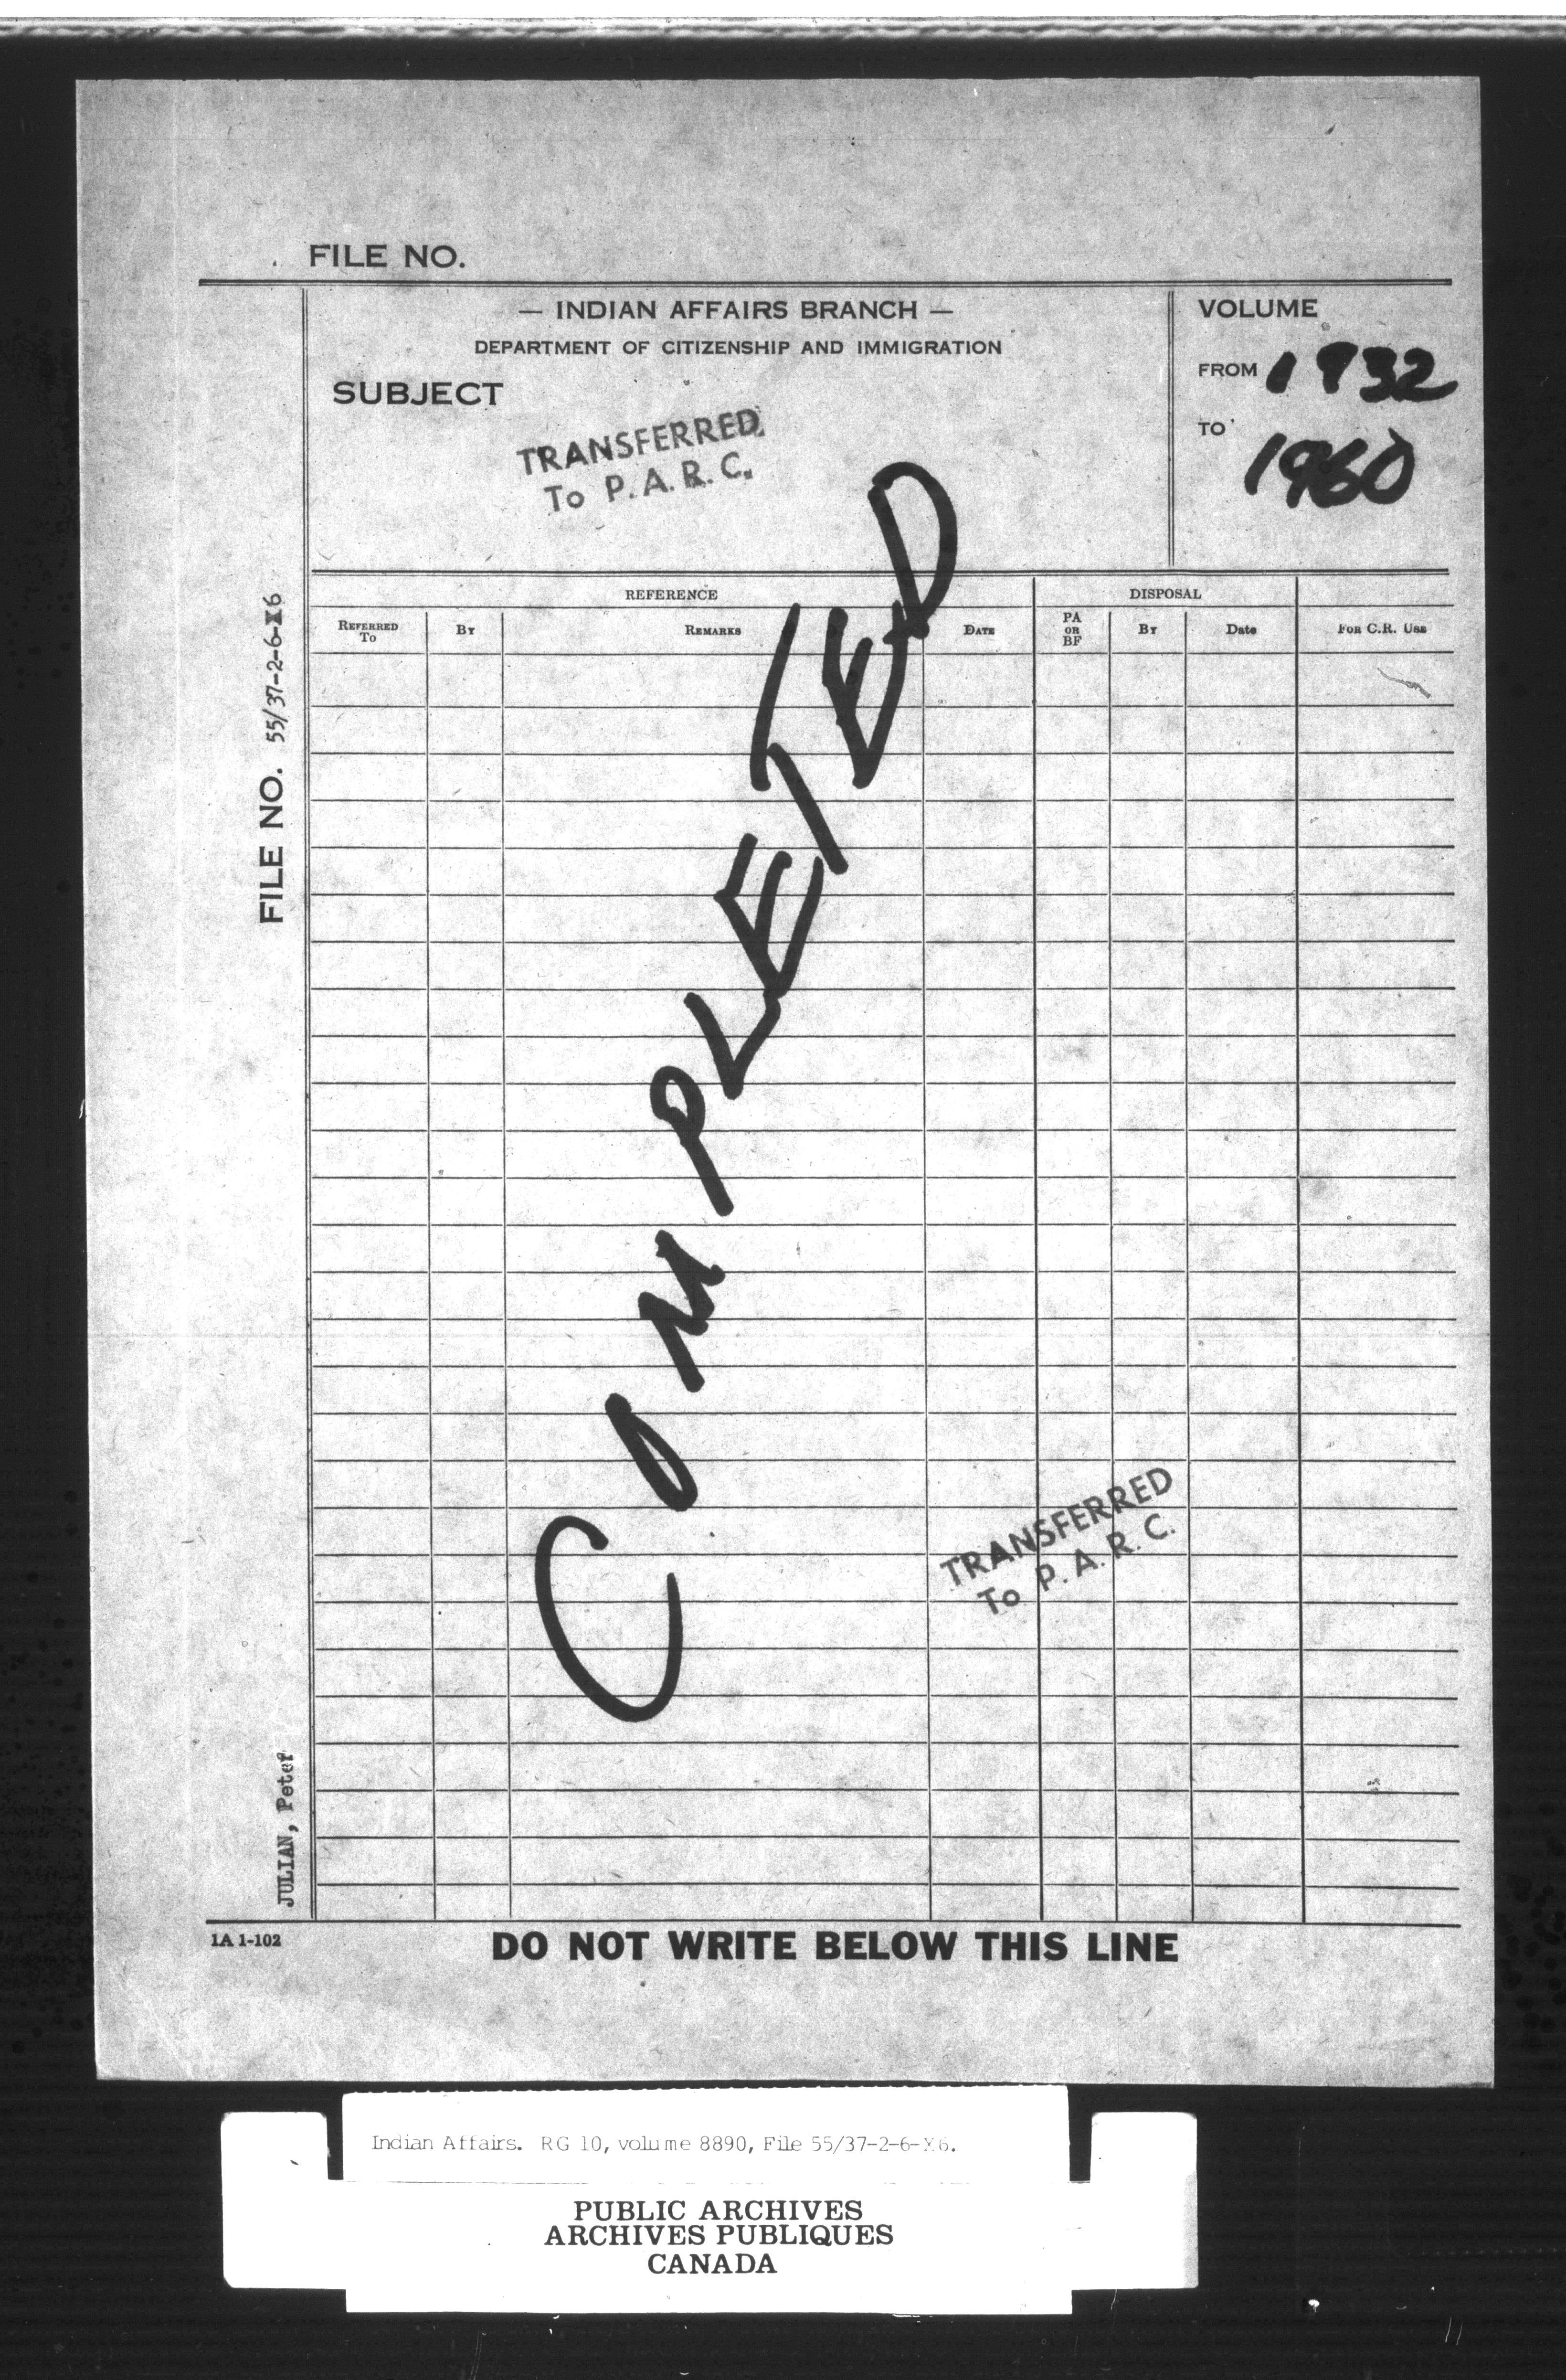 FILE NO.
— INDIAN AFFAIRS BRANCH —
DEPARTMENT OF CITIZENSHIP AND IMMIGRATION
SUBJECT
TRANSFERRED
To P.A.R.C.
VOLUME
FROM 1932
TO 1960
FILE NO. 55/37-2-6-X6
REFERENCE
DISPOSAL
REFERRED TO
BY
REMARKS
DATE
PA OR BF
BY
Date
FOR C.R. USE
COMPLETED
TRANSFERRED
To P.A.R.C.
JULIAN, Peter
1A 1-102
DO NOT WRITE BELOW THIS LINE
Indian Affairs. RG 10, volume 8890, File 55/37-2-6-X6.
PUBLIC ARCHIVES
ARCHIVES PUBLIQUES
CANADA